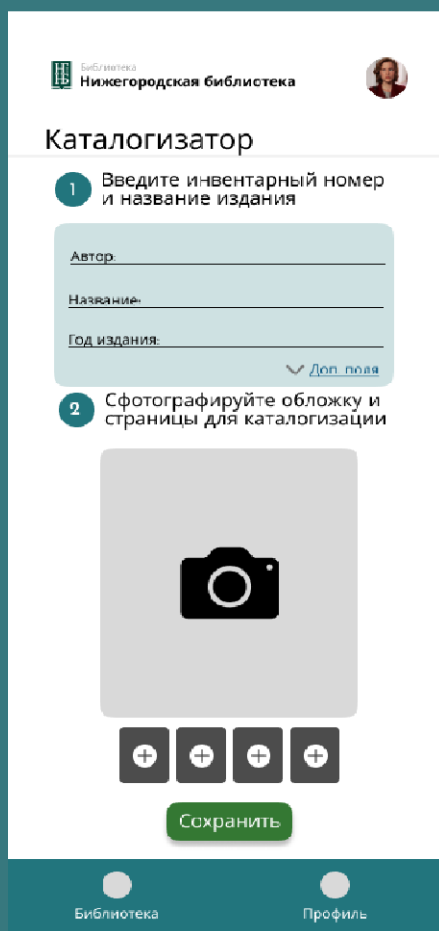 Библиотека
Нижегородская библиотека
Каталогизатор
1
Введите инвентарный номер
и название издания
Автор:
Название:
Год издания:
Доп. поля
2
Сфотографируйте обложку и
страницы для каталогизации
Сохранить
Библиотека
Профиль